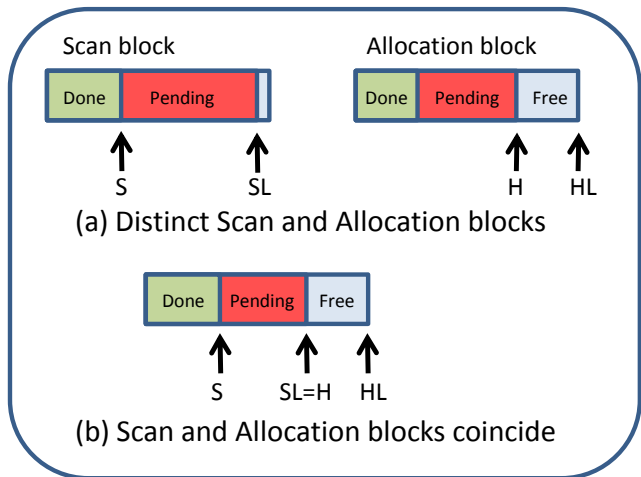 Scan block Allocation block
Done Pending Done Pending Free
S SL H HL
(a) Distinct Scan and Allocation blocks
Done Pending Free
S SL=H HL
(b) Scan and Allocation blocks coincide